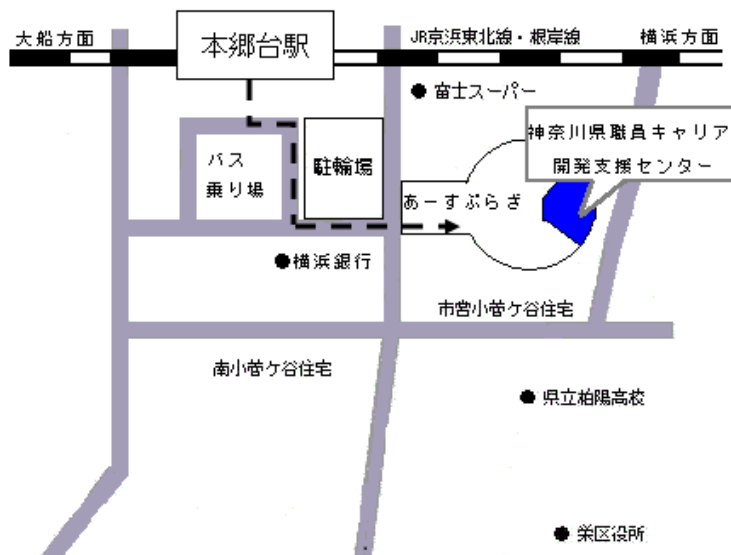 大船方面
本郷台駅
JR京浜東北線・根岸線
横浜方面
富士スーパー
神奈川県職員キャリア
開発支援センター
バス
乗り場
駐輪場
あーすぷらざ
横浜銀行
市営小菅ケ谷住宅
南小菅ケ谷住宅
県立柏陽高校
栄区役所